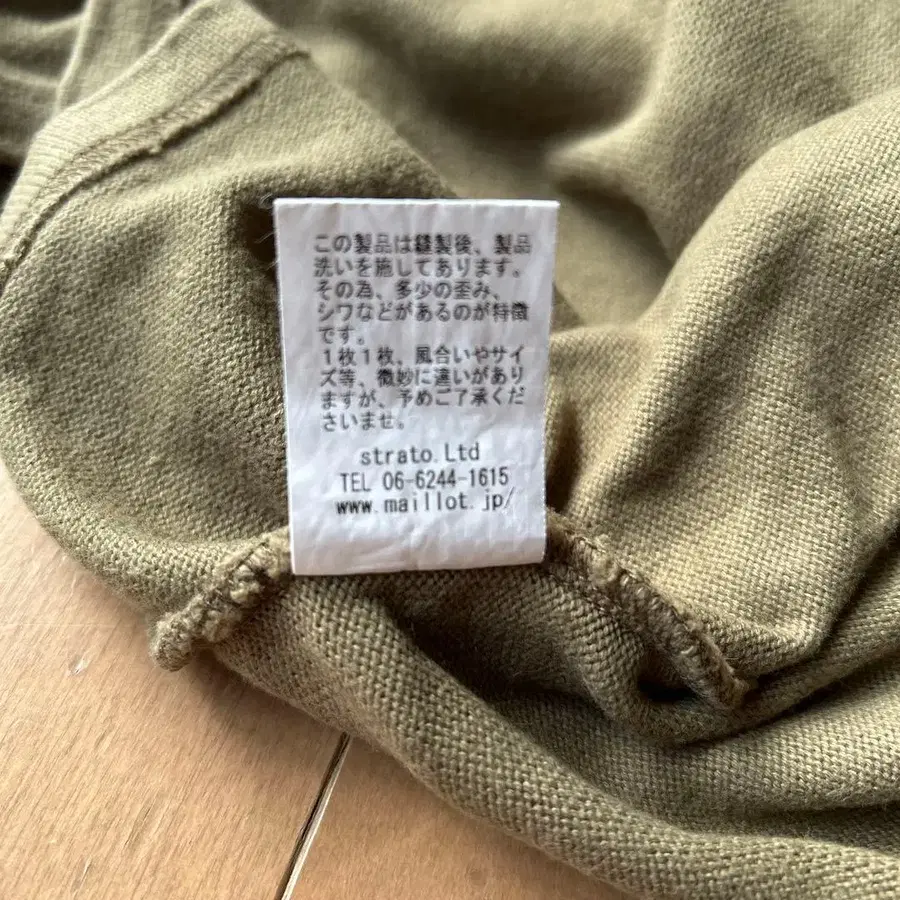 この製品は縫製後、製品
洗いを施してあります。
その為、多少の歪み、
シワなどがあるのが特徴
です。
１枚１枚、風合いやサイ
ズ等、微妙に違いがあり
ますが、予めご了承くだ
さいませ。
strato.Ltd
TEL 06-6244-1615
www.maillot.jp/